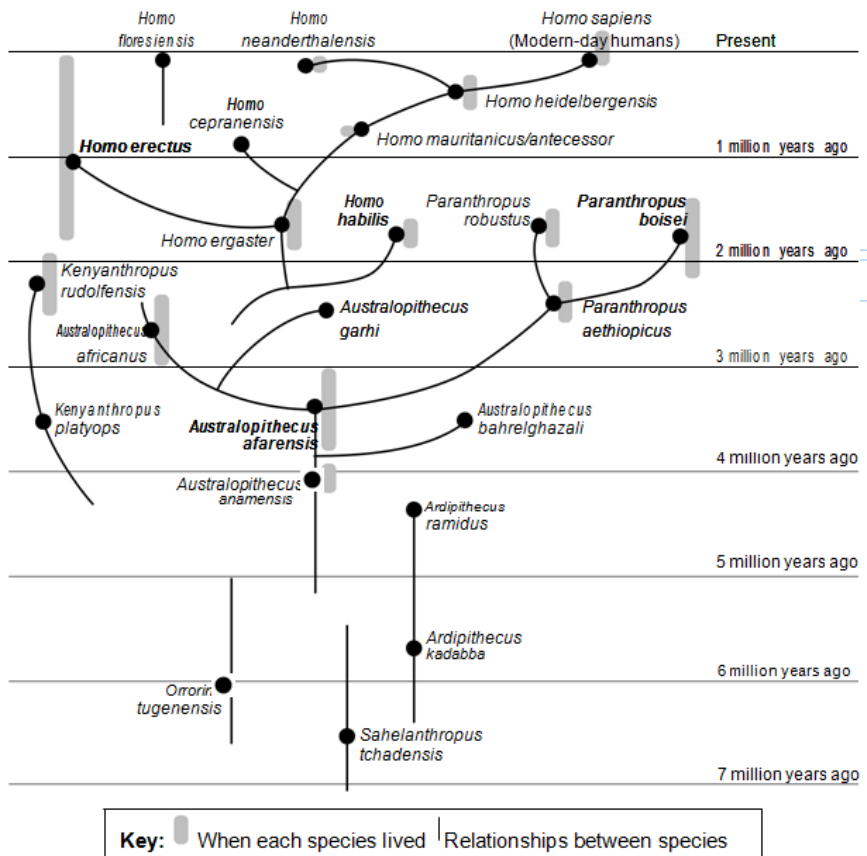 Homo
floresiensis
Homo
neanderthalensis
Homo sapiens
(Modern-day humans)
Present
Homo heidelbergensis
Homo
cepranensis
Homo mauritanicus/antecessor
Homo erectus
1 million years ago
Homo
habilis
Paranthropus
robustus
Paranthropus
boisei
Homo ergaster
2 million years ago
Kenyanthropus
rudolfensis
Australopithecus
africanus
Australopithecus
garhi
Paranthropus
aethiopicus
3 million years ago
Kenyanthropus
platyops
Australopithecus
afarensis
Australopithecus
bahrelghazali
4 million years ago
Australopithecus
anamensis
Ardipithecus
ramidus
5 million years ago
Ardipithecus
kadabba
6 million years ago
Orrorin
tugenensis
Sahelanthropus
tchadensis
7 million years ago
Key: When each species lived Relationships between species